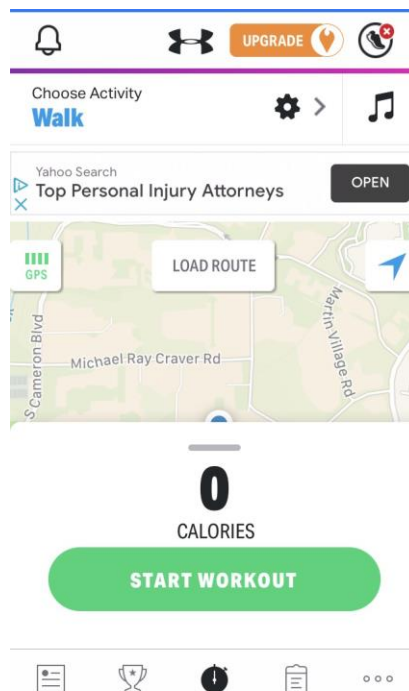 UPGRADE
Choose Activity
Walk
Yahoo Search
Top Personal Injury Attorneys
OPEN
GPS
LOAD ROUTE
S Cameron Blvd
Michael Ray Craver Rd
Martin Village Rd
0
CALORIES
START WORKOUT